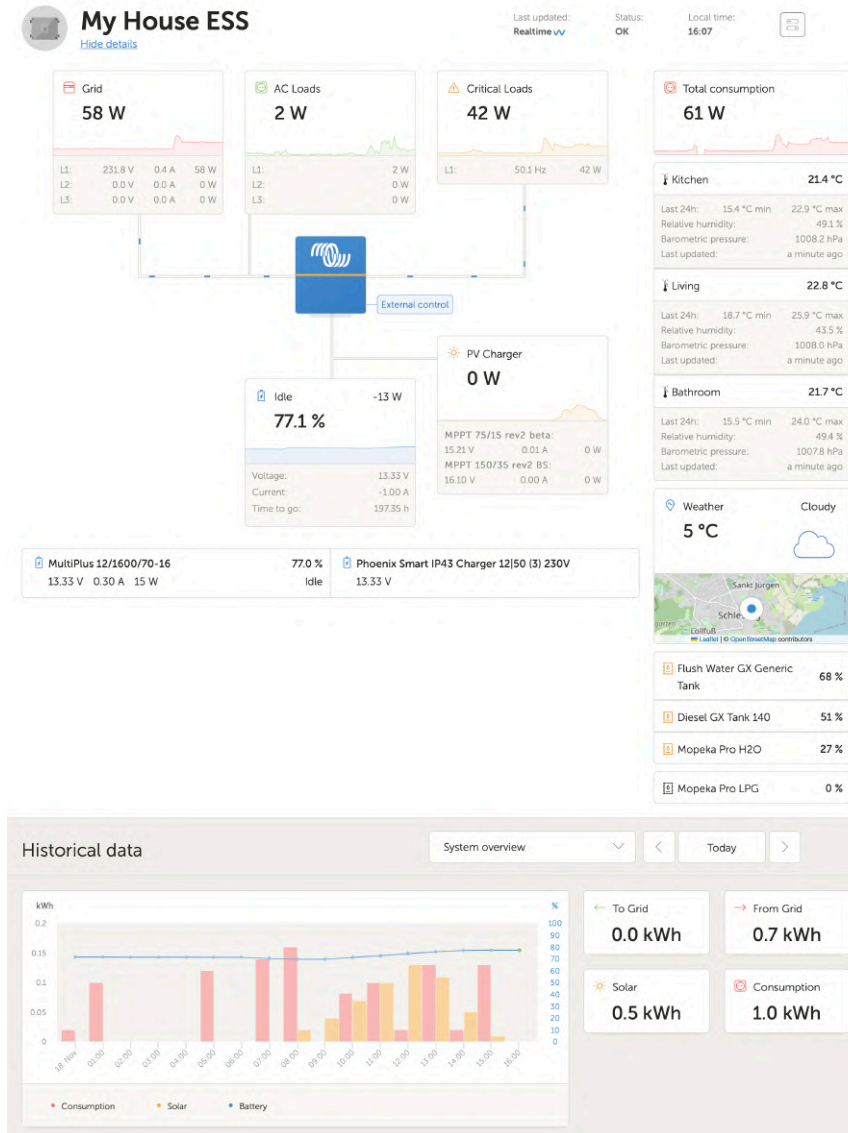 My House ESS
Hide details
Last updated:
Realtime
Status:
OK
Local time:
16:07
Grid
58 W
L1: 231.8 V 0.4 A 58 W
L2: 0.0 V 0.0 A 0 W
L3: 0.0 V 0.0 A 0 W
AC Loads
2 W
L1: 2 W
L2: 0 W
L3: 0 W
Critical Loads
42 W
L1: 50.1 Hz 42 W
Total consumption
61 W
External control
Idle -13 W
77.1 %
Voltage: 13.33 V
Current: -1.00 A
Time to go: 197.35 h
PV Charger
0 W
MPPT 75/15 rev2 beta:
15.21 V 0.01 A 0 W
MPPT 150/35 rev2 BS:
16.10 V 0.00 A 0 W
MultiPlus 12/1600/70-16 77.0 %
13.33 V 0.30 A 15 W Idle
Phoenix Smart IP43 Charger 12|50 (3) 230V
13.33 V
Kitchen 21.4 °C
Last 24h: 15.4 °C min 22.9 °C max
Relative humidity: 49.1 %
Barometric pressure: 1008.2 hPa
Last updated: a minute ago
Living 22.8 °C
Last 24h: 18.7 °C min 25.9 °C max
Relative humidity: 43.5 %
Barometric pressure: 1008.0 hPa
Last updated: a minute ago
Bathroom 21.7 °C
Last 24h: 15.5 °C min 24.0 °C max
Relative humidity: 49.4 %
Barometric pressure: 1007.8 hPa
Last updated: a minute ago
Weather Cloudy
5 °C
Sankt Jürgen
Lollfuß
Leaflet | © OpenStreetMap contributors
Flush Water GX Generic
Tank
68 %
Diesel GX Tank 140 51 %
Mopeka Pro H2O 27 %
Mopeka Pro LPG 0 %
Historical data
System overview
Today
kWh
0.2
0.15
0.1
0.05
0
%
100
90
80
70
60
50
40
30
20
10
0
18. Nov 01:00 02:00 03:00 04:00 05:00 06:00 07:00 08:00 09:00 10:00 11:00 12:00 13:00 14:00 15:00 16:00
Consumption Solar Battery
To Grid
0.0 kWh
From Grid
0.7 kWh
Solar
0.5 kWh
Consumption
1.0 kWh